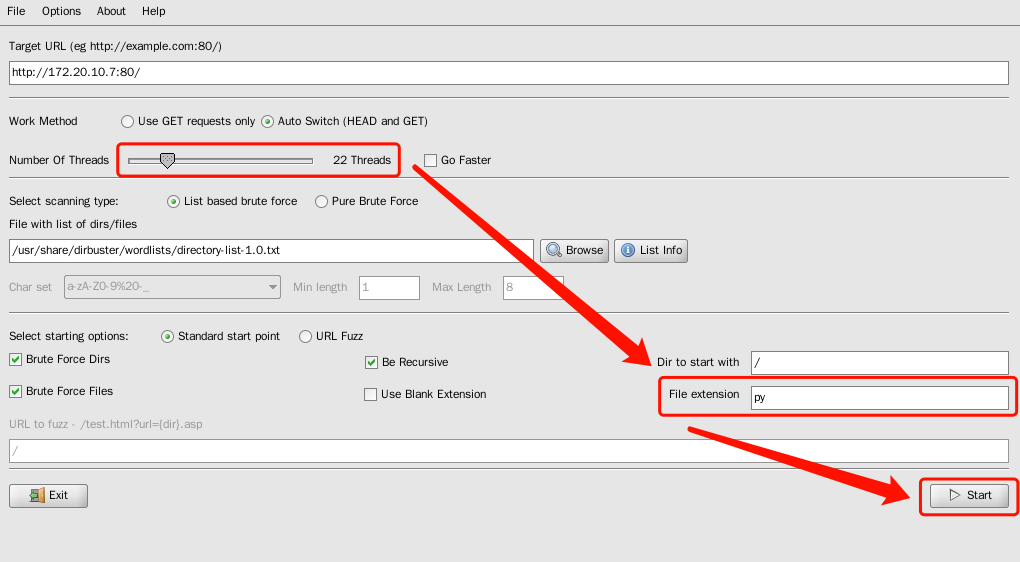 File Options About Help
Target URL (eg http://example.com:80/)
http://172.20.10.7:80/
Work Method Use GET requests only Auto Switch (HEAD and GET)
Number Of Threads 22 Threads Go Faster
Select scanning type: List based brute force Pure Brute Force
File with list of dirs/files
/usr/share/dirbuster/wordlists/directory-list-1.0.txt Browse List Info
Char set a-zA-Z0-9%20-_ Min length 1 Max Length 8
Select starting options: Standard start point URL Fuzz
Brute Force Dirs Be Recursive Dir to start with /
Brute Force Files Use Blank Extension File extension py
URL to fuzz - /test.html?url={dir}.asp
/
Exit Start